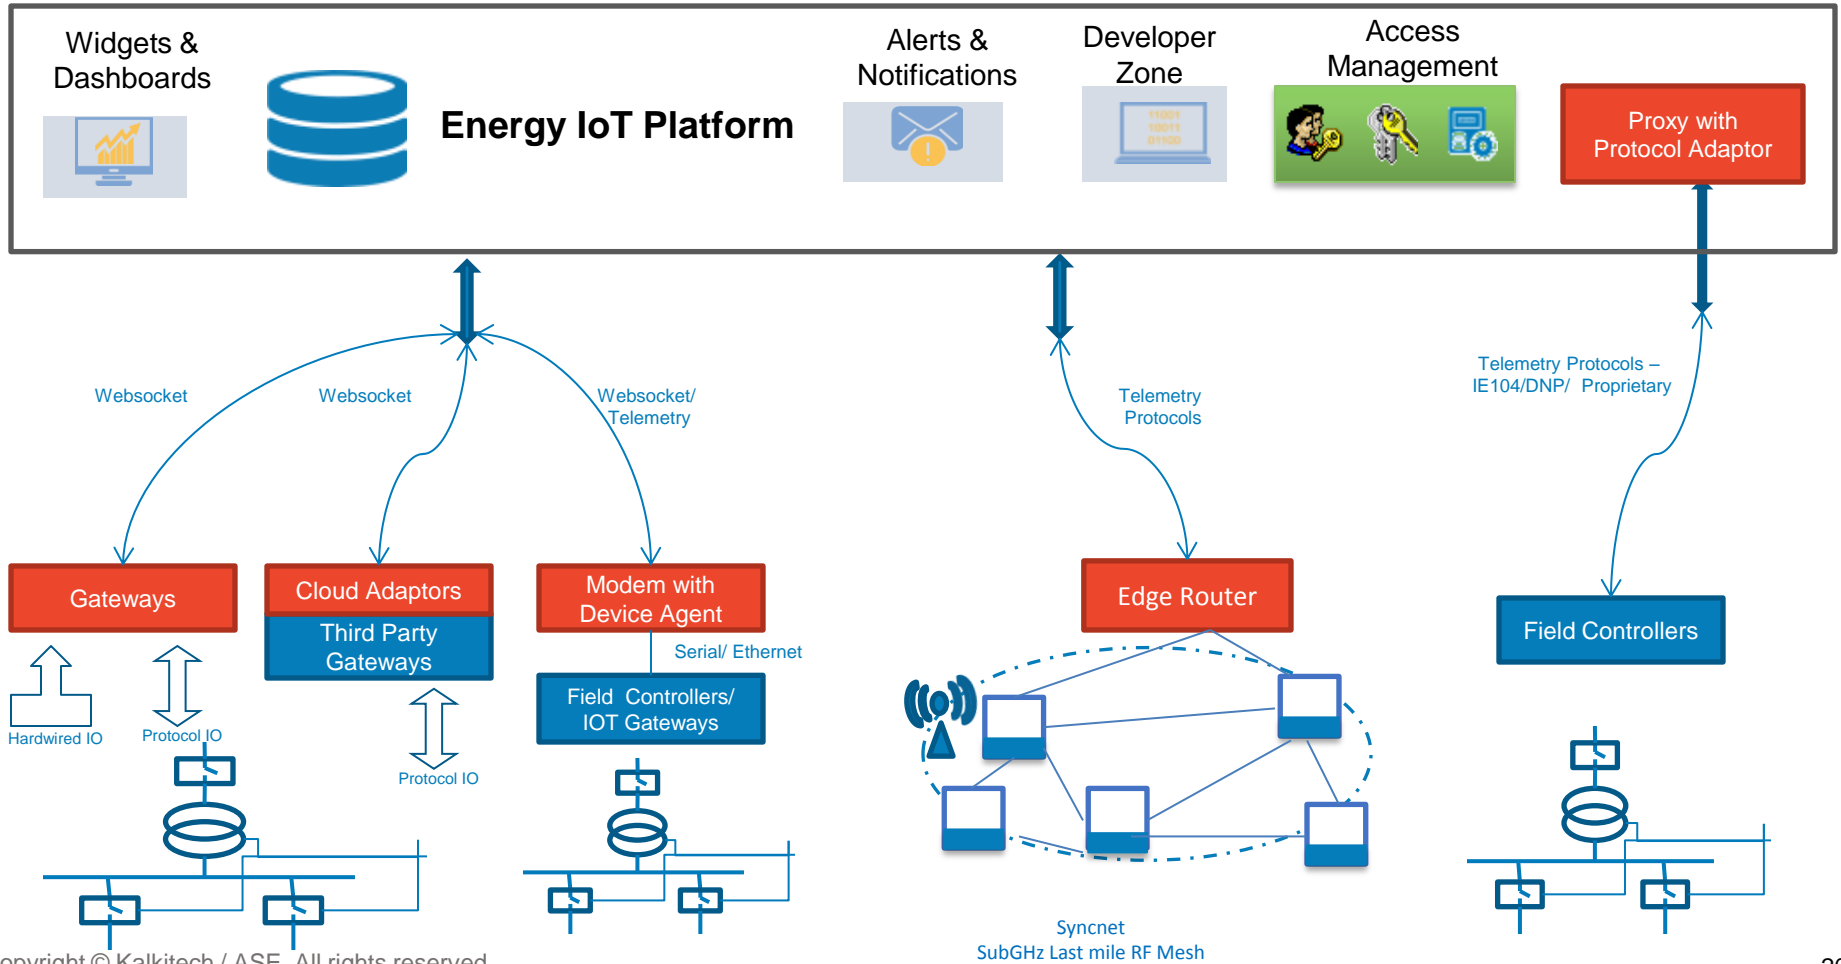 Widgets &
Dashboards
Energy IoT Platform
Alerts &
Notifications
Developer
Zone
11001
10011
01100
Access
Management
Proxy with
Protocol Adaptor
Websocket
Websocket
Websocket/
Telemetry
Telemetry
Protocols
Telemetry Protocols –
IE104/DNP/ Proprietary
Gateways
Cloud Adaptors
Third Party
Gateways
Modem with
Device Agent
Serial/ Ethernet
Field Controllers/
IOT Gateways
Edge Router
Field Controllers
Hardwired IO
Protocol IO
Protocol IO
Syncnet
SubGHz Last mile RF Mesh
opyright © Kalkitech / ASE. All rights reserved